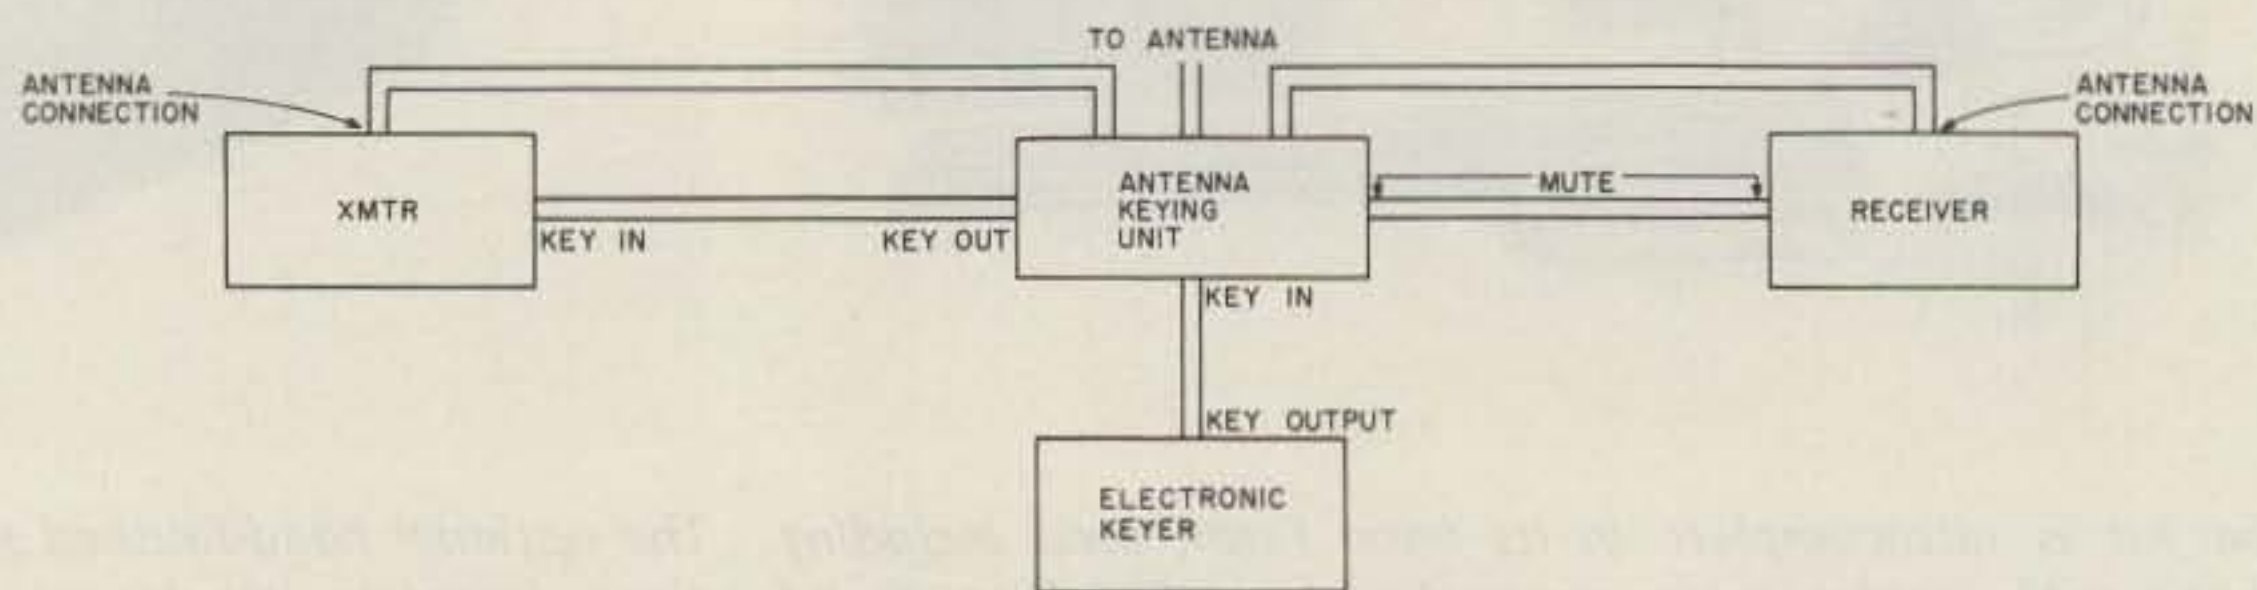 TO ANTENNA
ANTENNA
CONNECTION
ANTENNA
CONNECTION
XMTR
KEY IN
KEY OUT
ANTENNA
KEYING
UNIT
MUTE
RECEIVER
KEY IN
KEY OUTPUT
ELECTRONIC
KEYER